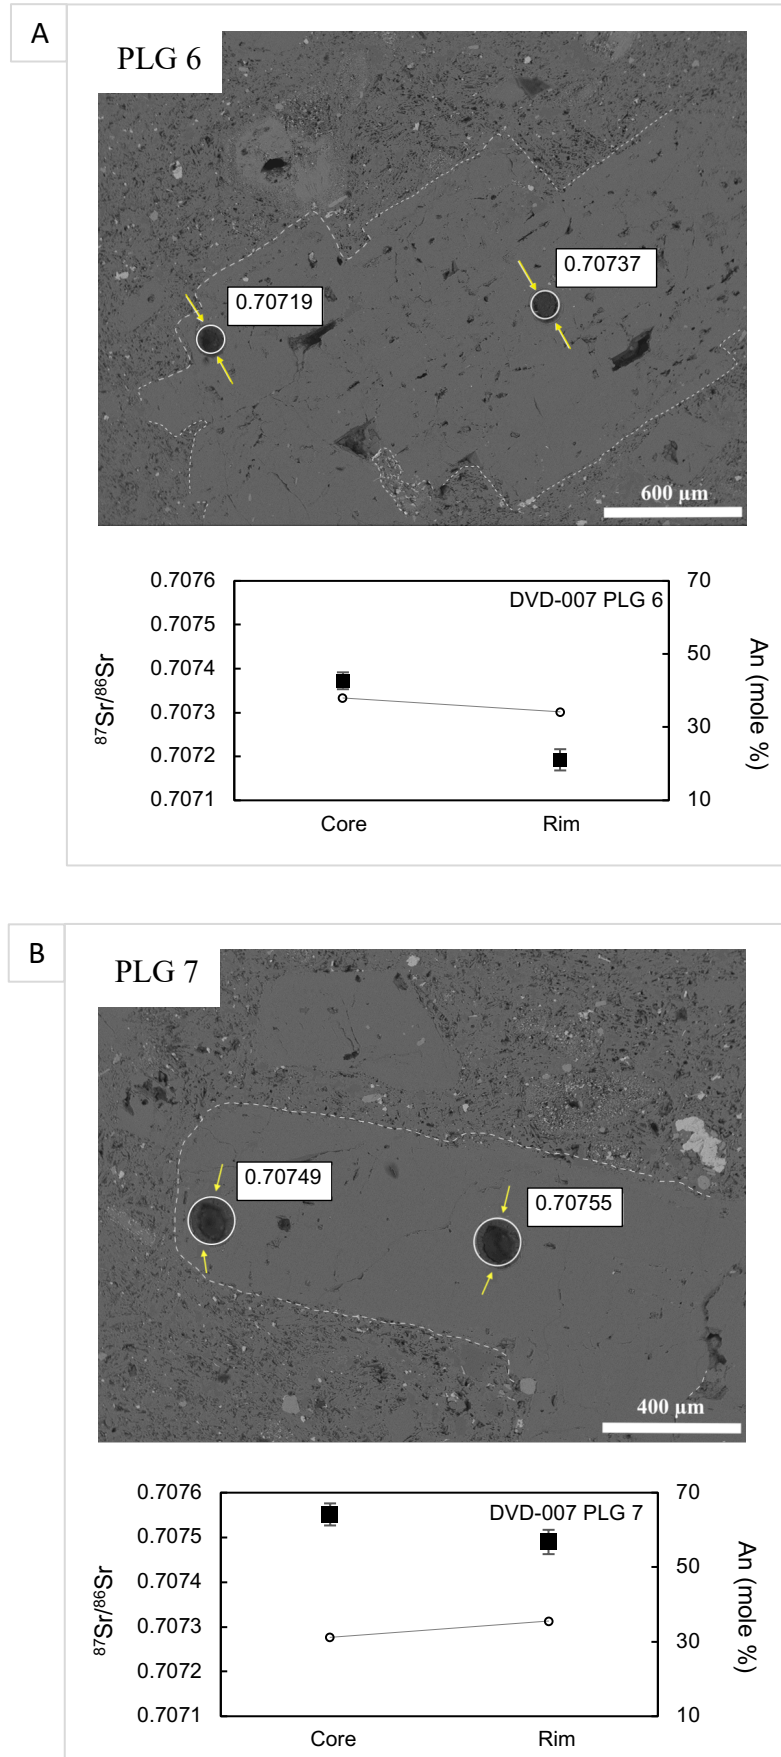 A
PLG 6
0.70719
0.70737
600 µm
0.7076
0.7075
0.7074
0.7073
0.7072
0.7071
⁸⁷Sr/⁸⁶Sr
DVD-007 PLG 6
70
50
30
10
An (mole %)
Core
Rim
B
PLG 7
0.70749
0.70755
400 µm
0.7076
0.7075
0.7074
0.7073
0.7072
0.7071
⁸⁷Sr/⁸⁶Sr
DVD-007 PLG 7
70
50
30
10
An (mole %)
Core
Rim